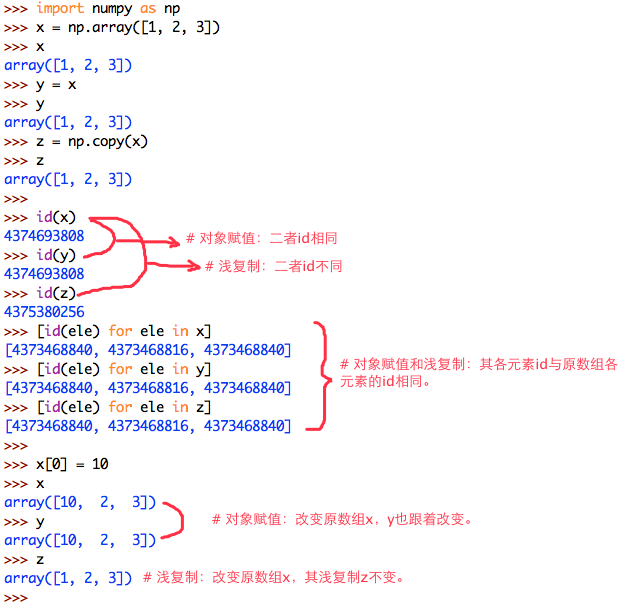 >>> import numpy as np
>>> x = np.array([1, 2, 3])
>>> x
array([1, 2, 3])
>>> y = x
>>> y
array([1, 2, 3])
>>> z = np.copy(x)
>>> z
array([1, 2, 3])
>>>
>>> id(x)
4374693808 # 对象赋值：二者id相同
>>> id(y)
# 浅复制：二者id不同
4374693808
>>> id(z)
4375380256
>>> [id(ele) for ele in x]
[4373468840, 4373468816, 4373468840]
>>> [id(ele) for ele in y] # 对象赋值和浅复制：其各元素id与原数组各
[4373468840, 4373468816, 4373468840] 元素的id相同。
>>> [id(ele) for ele in z]
[4373468840, 4373468816, 4373468840]
>>>
>>> x[0] = 10
>>> x
array([10,  2,  3])
>>> y # 对象赋值：改变原数组x，y也跟着改变。
array([10,  2,  3])
>>> z
array([1, 2, 3]) # 浅复制：改变原数组x，其浅复制z不变。
>>>